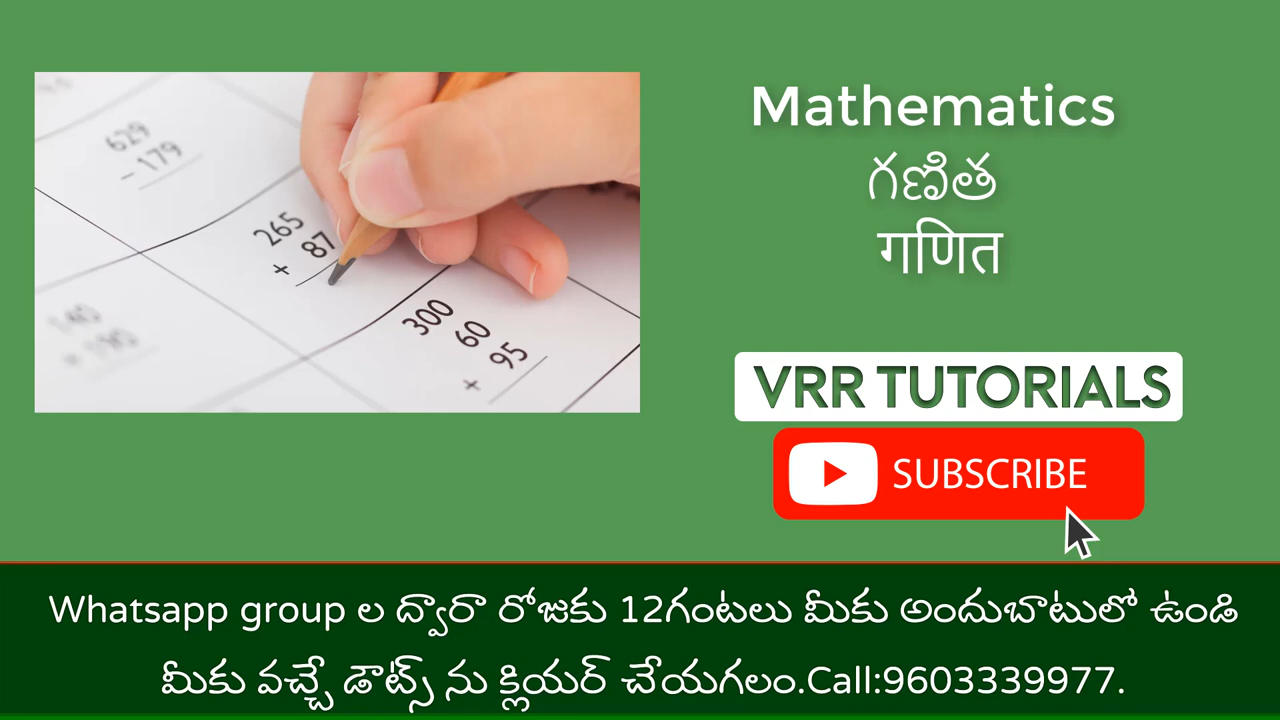 629
- 179
265
+ 87
300
60
+ 95
Mathematics
గణిత
गणित
VRR TUTORIALS
SUBSCRIBE
Whatsapp group ల ద్వారా రోజుకు 12గంటలు మీకు అందుబాటులో ఉండి
మీకు వచ్చే డౌట్స్ ను క్లియర్ చేయగలం.Call:9603339977.